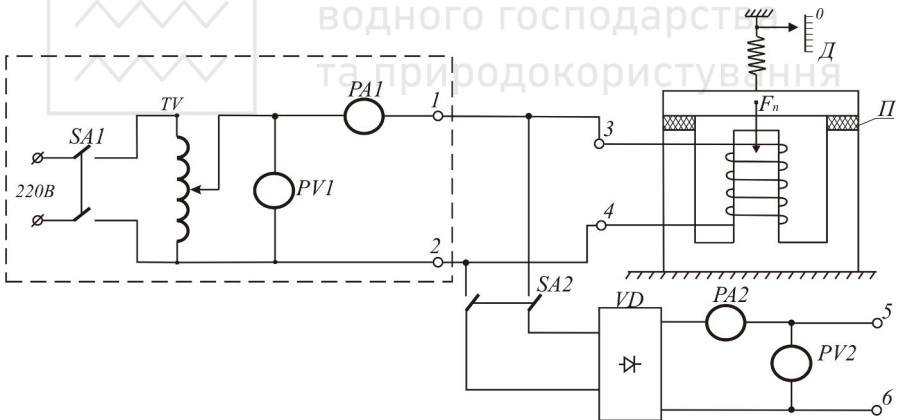 водного господарства
та природокористування
0
Д
TV
PA1
1
Fп
П
SA1
3
220В
PV1
4
2
SA2
VD
PA2
5
PV2
6